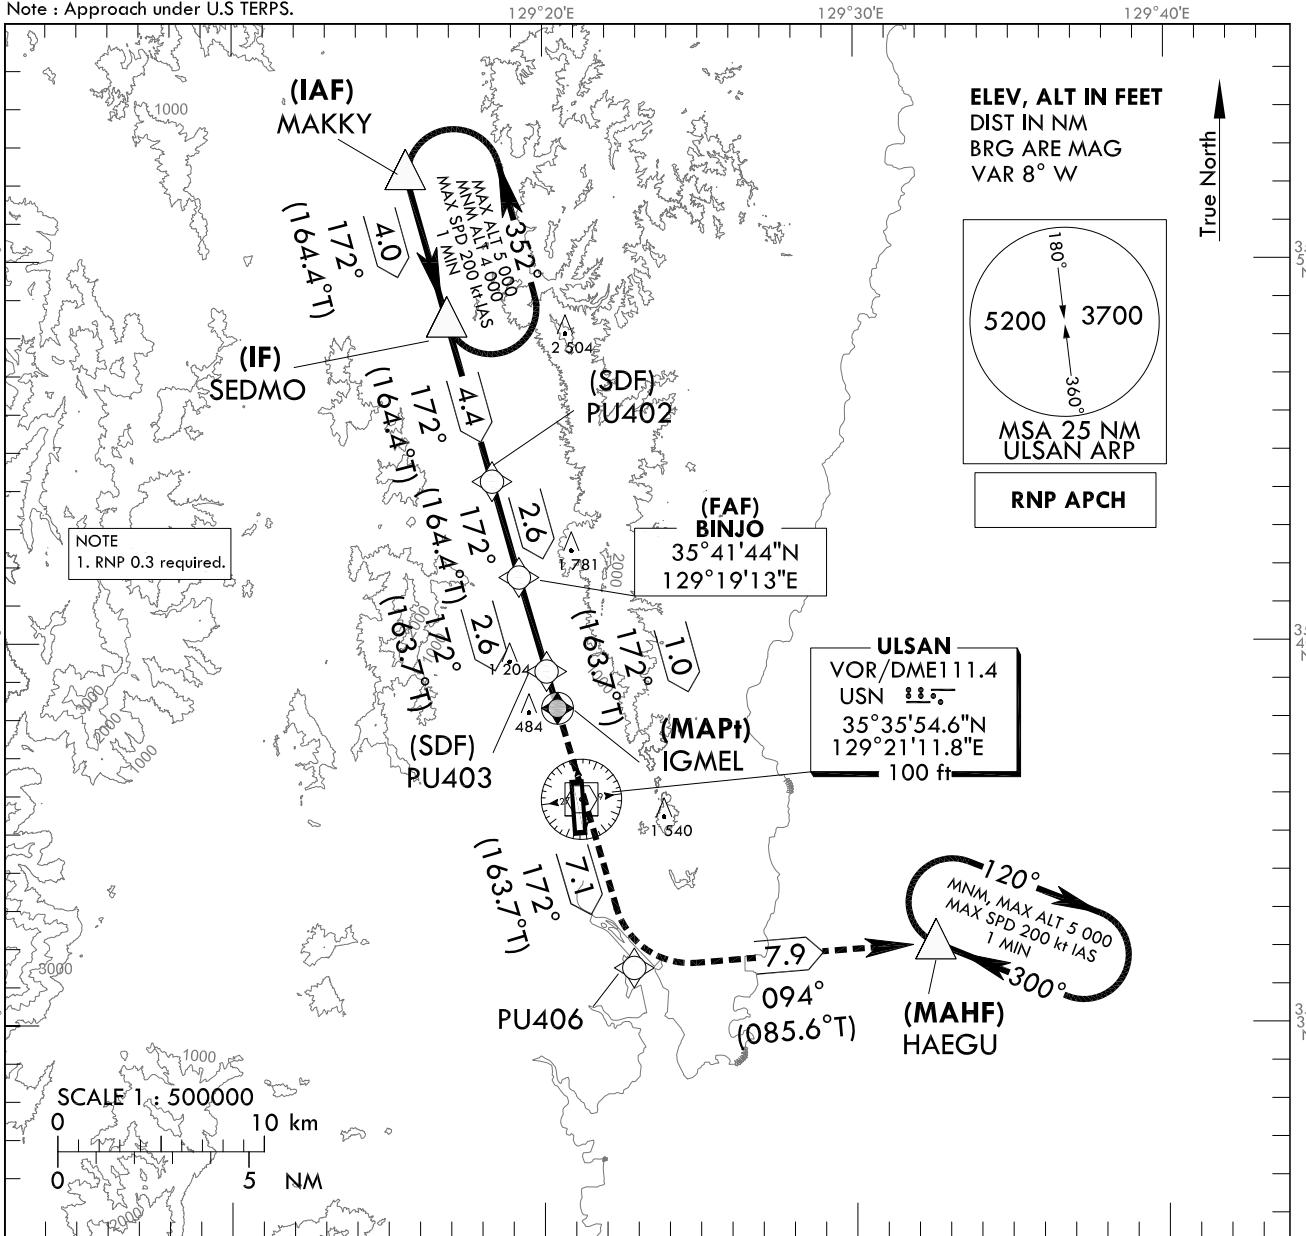 Note : Approach under U.S TERPS.
129°20'E
129°30'E
129°40'E
(IAF)
MAKKY
1000
ELEV, ALT IN FEET
DIST IN NM
BRG ARE MAG
VAR 8° W
True North
MAX ALT 5 000
MNM ALT 4 000
MAX SPD 200 kt IAS
1 MIN
352°
4.0
172°
(164.4°T)
180°
5200
3700
360°
MSA 25 NM
ULSAN ARP
RNP APCH
(IF)
SEDMO
2 504
(SDF)
PU402
4.4
172°
(164.4°T)
2.6
172°
(164.4°T)
(FAF)
BINJO
35°41'44"N
129°19'13"E
NOTE
1. RNP 0.3 required.
1 781
2000
2000
1000
1000
2.6
172°
(163.7°T)
1 204
1.0
172°
(163.7°T)
484
(SDF)
PU403
(MAPt)
IGMEL
ULSAN
VOR/DME111.4
USN
35°35'54.6"N
129°21'11.8"E
100 ft
3000
2000
1000
1 540
7.1
172°
(163.7°T)
120°
MNM, MAX ALT 5 000
MAX SPD 200 kt IAS
1 MIN
300°
7.9
094°
(085.6°T)
(MAHF)
HAEGU
PU406
3000
1000
SCALE 1 : 500000
0
10 km
0
5
NM
2000